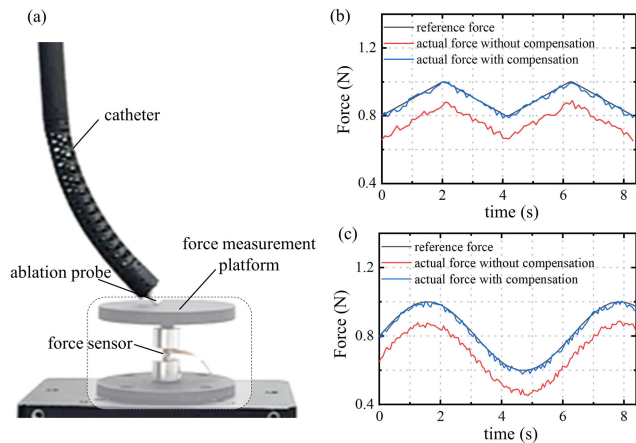 (a)
catheter
force measurement
platform
ablation probe
force sensor
(b)
reference force
actual force without compensation
actual force with compensation
Force (N)
1.2
0.8
0.4
0 2 4 6 8
time (s)
(c)
reference force
actual force without compensation
actual force with compensation
Force (N)
1.2
0.8
0.4
0 2 4 6 8
time (s)